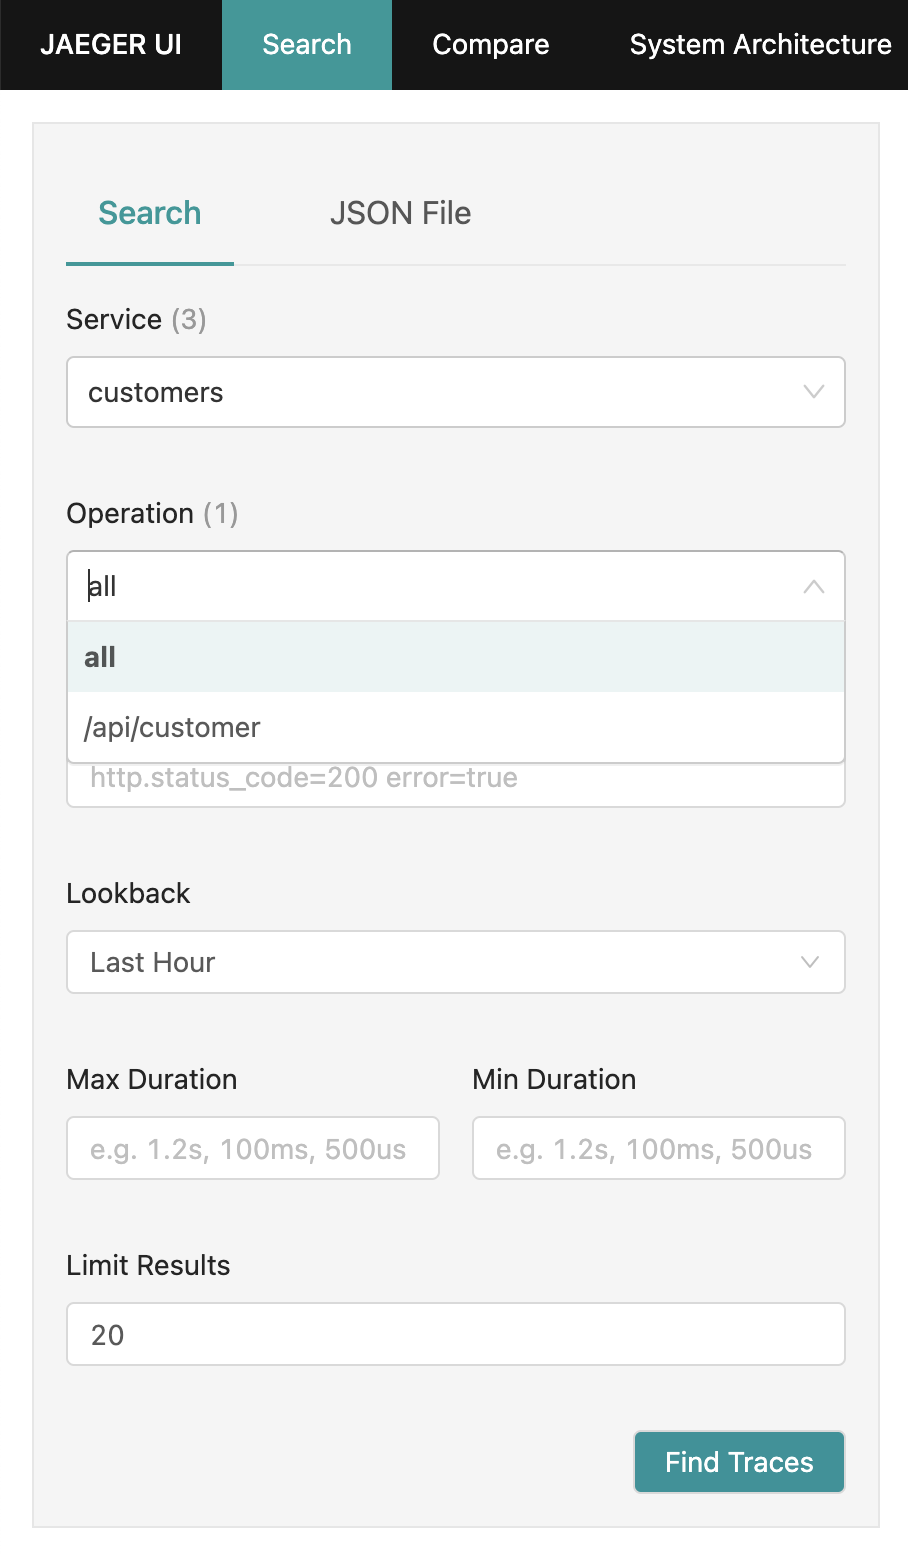 JAEGER UI Search Compare System Architecture
Search JSON File
Service (3)
customers
Operation (1)
all
all
/api/customer
http.status_code=200 error=true
Lookback
Last Hour
Max Duration Min Duration
e.g. 1.2s, 100ms, 500us e.g. 1.2s, 100ms, 500us
Limit Results
20
Find Traces